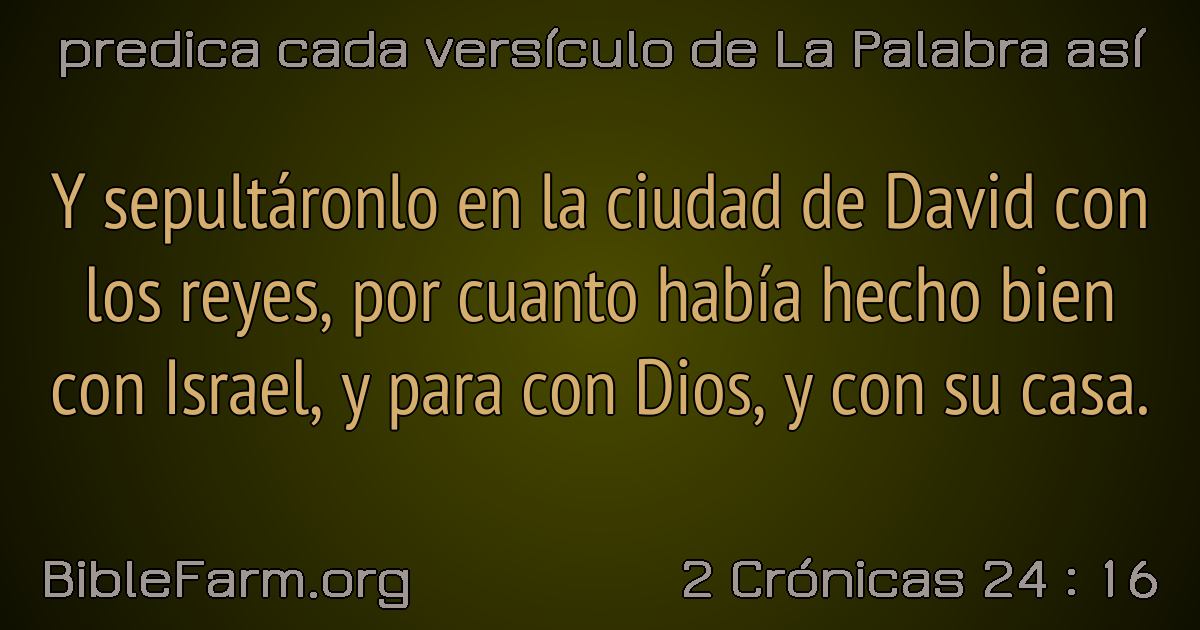 predica cada versículo de La Palabra así
Y sepultáronlo en la ciudad de David con
los reyes, por cuanto había hecho bien
con Israel, y para con Dios, y con su casa.
BibleFarm.org
2 Crónicas 24 : 16